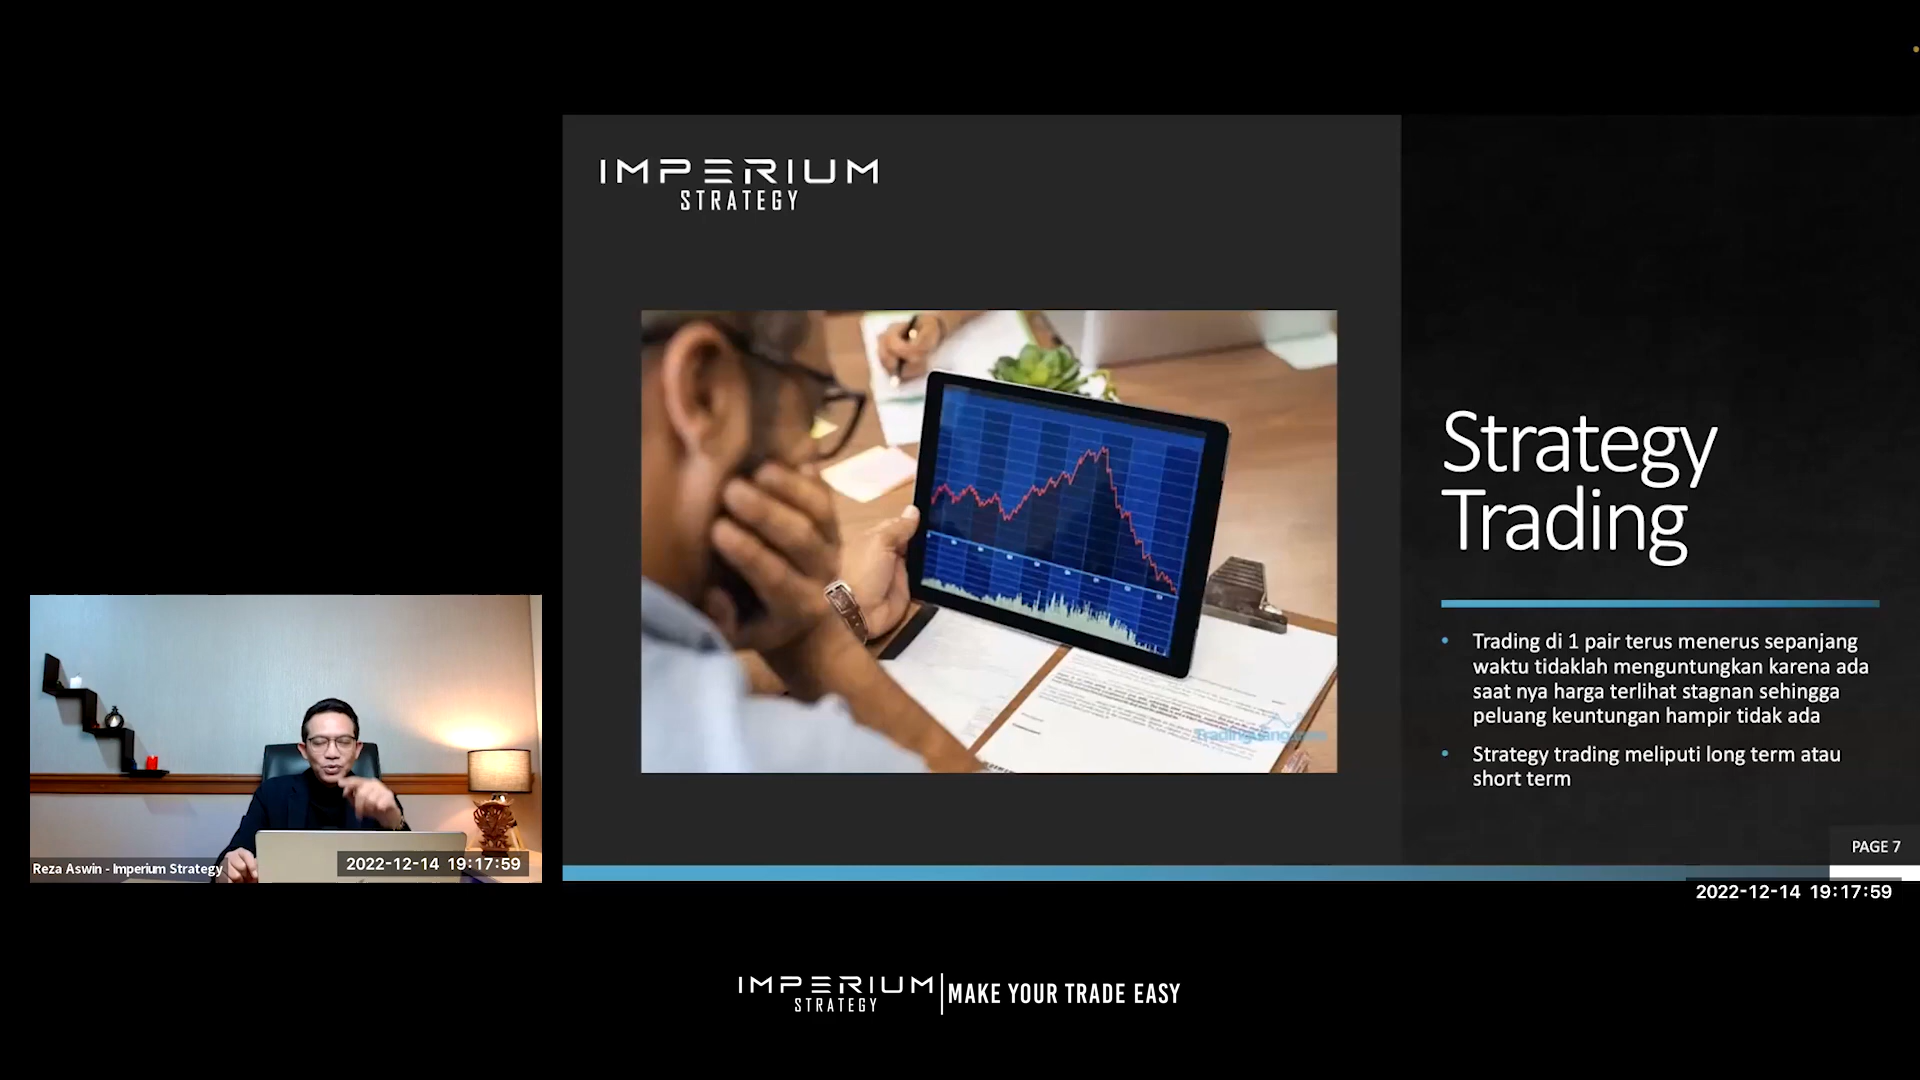 IMPERIUM
STRATEGY
Strategy
Trading
Trading di 1 pair terus menerus sepanjang
waktu tidaklah menguntungkan karena ada
saat nya harga terlihat stagnan sehingga
peluang keuntungan hampir tidak ada
Strategy trading meliputi long term atau
short term
PAGE 7
2022-12-14 19:17:59
Reza Aswin - Imperium Strategy
2022-12-14 19:17:59
IMPERIUM
STRATEGY
MAKE YOUR TRADE EASY